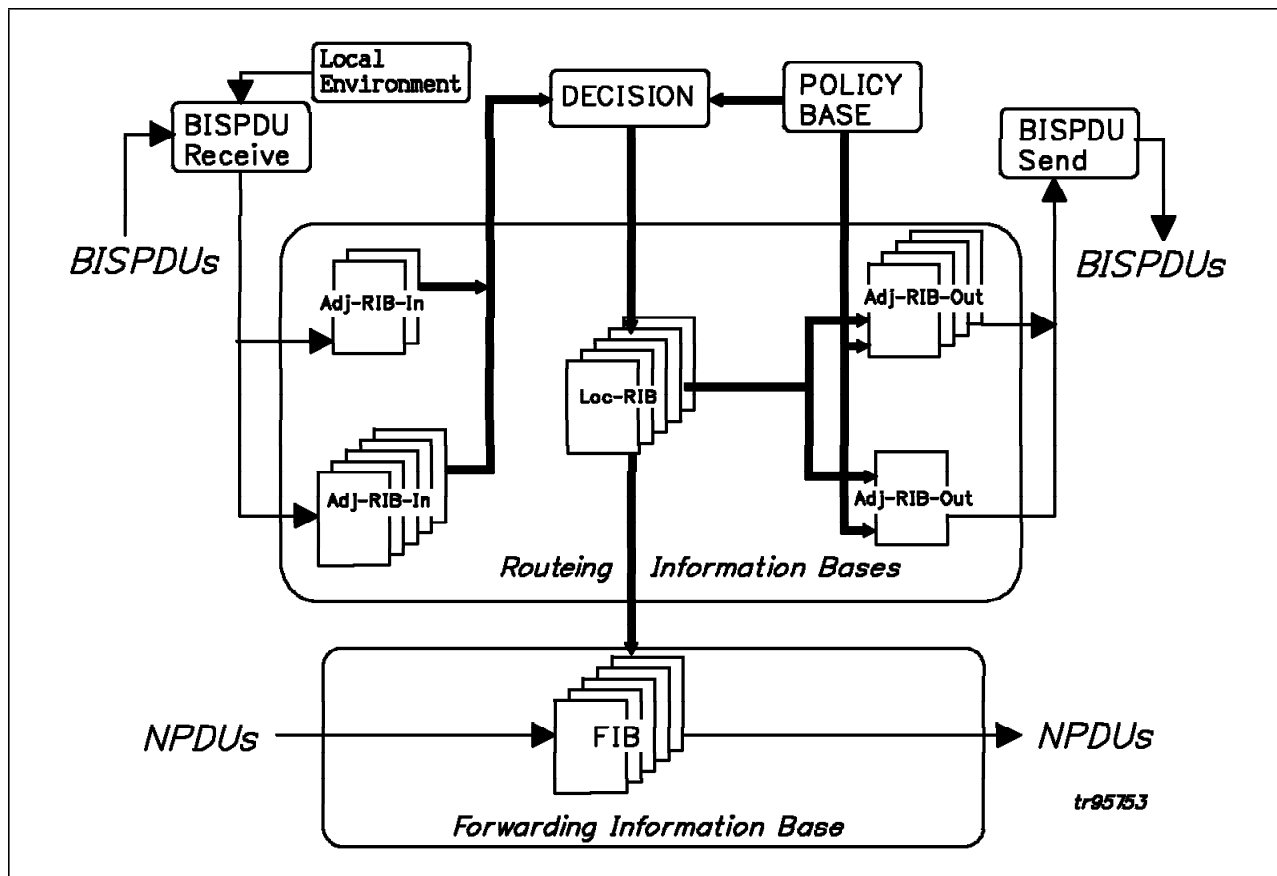 Local
Environment
DECISION
POLICY
BASE
BISPDU
Receive
BISPDU
Send
BISPDUs
BISPDUs
Adj-RIB-In
Adj-RIB-Out
Loc-RIB
Adj-RIB-In
Adj-RIB-Out
Routeing Information Bases
NPDUs
FIB
NPDUs
tr95753
Forwarding Information Base